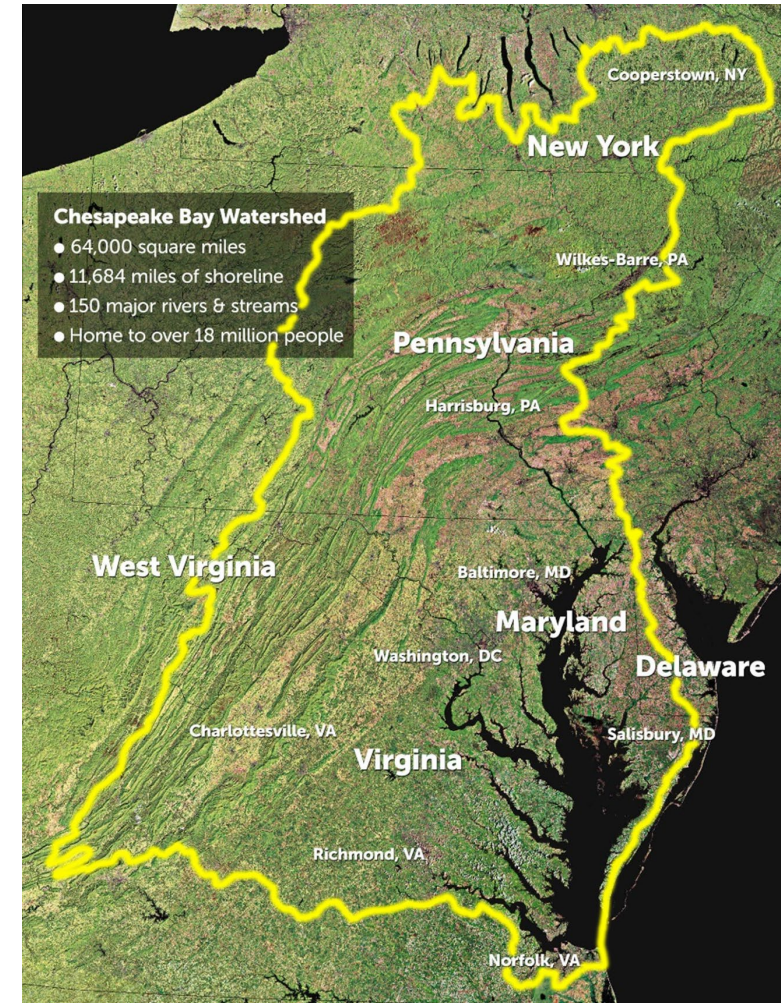 Cooperstown, NY
New York
Chesapeake Bay Watershed
● 64,000 square miles
● 11,684 miles of shoreline
● 150 major rivers & streams
● Home to over 18 million people
Wilkes-Barre, PA
Pennsylvania
Harrisburg, PA
West Virginia
Baltimore, MD
Maryland
Washington, DC
Delaware
Charlottesville, VA
Salisbury, MD
Virginia
Richmond, VA
Norfolk, VA